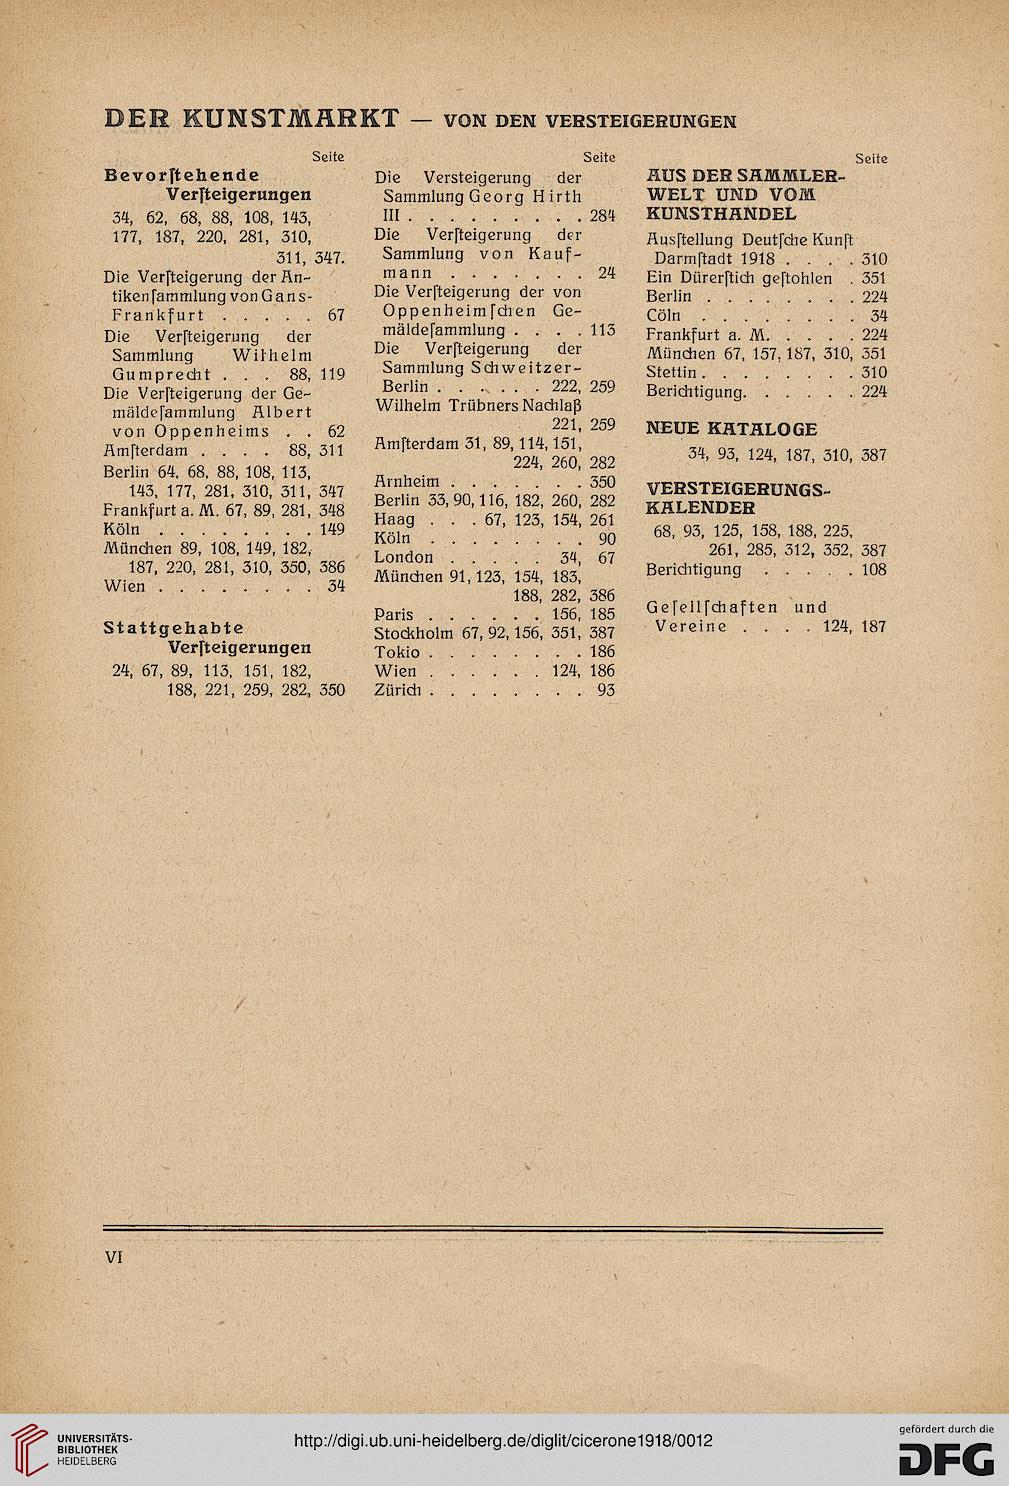 DER KUNSTMARKT — VON DEN VERSTEIGERUNGEN
Seite
Bevorſtehende
Verſteigerungen
34, 62, 68, 88, 108, 143,
177, 187, 220, 281, 310,
311, 347.
Die Verſteigerung der An-
tikenſammlung von Gans-
Frankfurt . . . . . 67
Die Verſteigerung der
Sammlung Wilhelm
Gumprecht . . . 88, 119
Die Verſteigerung der Ge-
mäldeſammlung Albert
von Oppenheims . . 62
Amſterdam . . . . 88, 311
Berlin 64, 68, 88, 108, 113,
143, 177, 281, 310, 311, 347
Frankfurt a. M. 67, 89, 281, 348
Köln . . . . . . . . 149
München 89, 108, 149, 182,
187, 220, 281, 310, 350, 386
Wien . . . . . . . . 34
Stattgehabte
Verſteigerungen
24, 67, 89, 113, 151, 182,
188, 221, 259, 282, 350
Seite
Die Versteigerung der
Sammlung Georg Hirth
III . . . . . . . . . 284
Die Verſteigerung der
Sammlung von Kauf-
mann . . . . . . . 24
Die Verſteigerung der von
Oppenheimſchen Ge-
mäldeſammlung . . . . 113
Die Verſteigerung der
Sammlung Schweitzer-
Berlin . . . . . . 222, 259
Wilhelm Trübners Nachlaß
221, 259
Amſterdam 31, 89, 114, 151,
224, 260, 282
Arnheim . . . . . . . 350
Berlin 33, 90, 116, 182, 260, 282
Haag . . . 67, 123, 154, 261
Köln . . . . . . . . 90
London . . . . . 34, 67
München 91, 123, 154, 183,
188, 282, 386
Paris . . . . . . 156, 185
Stockholm 67, 92, 156, 351, 387
Tokio . . . . . . . . 186
Wien . . . . . . 124, 186
Zürich . . . . . . . . 93
Seite
AUS DER SAMMLER-
WELT UND VOM
KUNSTHANDEL
Ausſtellung Deutſche Kunſt
Darmſtadt 1918 . . . . 310
Ein Dürerſtich geſtohlen . 351
Berlin . . . . . . . . 224
Cöln . . . . . . . . 34
Frankfurt a. M. . . . . 224
München 67, 157, 187, 310, 351
Stettin . . . . . . . . 310
Berichtigung. . . . . . 224
NEUE KATALOGE
34, 93, 124, 187, 310, 387
VERSTEIGERUNGS-
KALENDER
68, 93, 125, 158, 188, 225,
261, 285, 312, 352, 387
Berichtigung . . . . . 108
Geſellſchaften und
Vereine . . . . 124, 187
VI
UNIVERSITÄTS-
BIBLIOTHEK
HEIDELBERG
http://digi.ub.uni-heidelberg.de/diglit/cicerone1918/0012
gefördert durch die
DFG